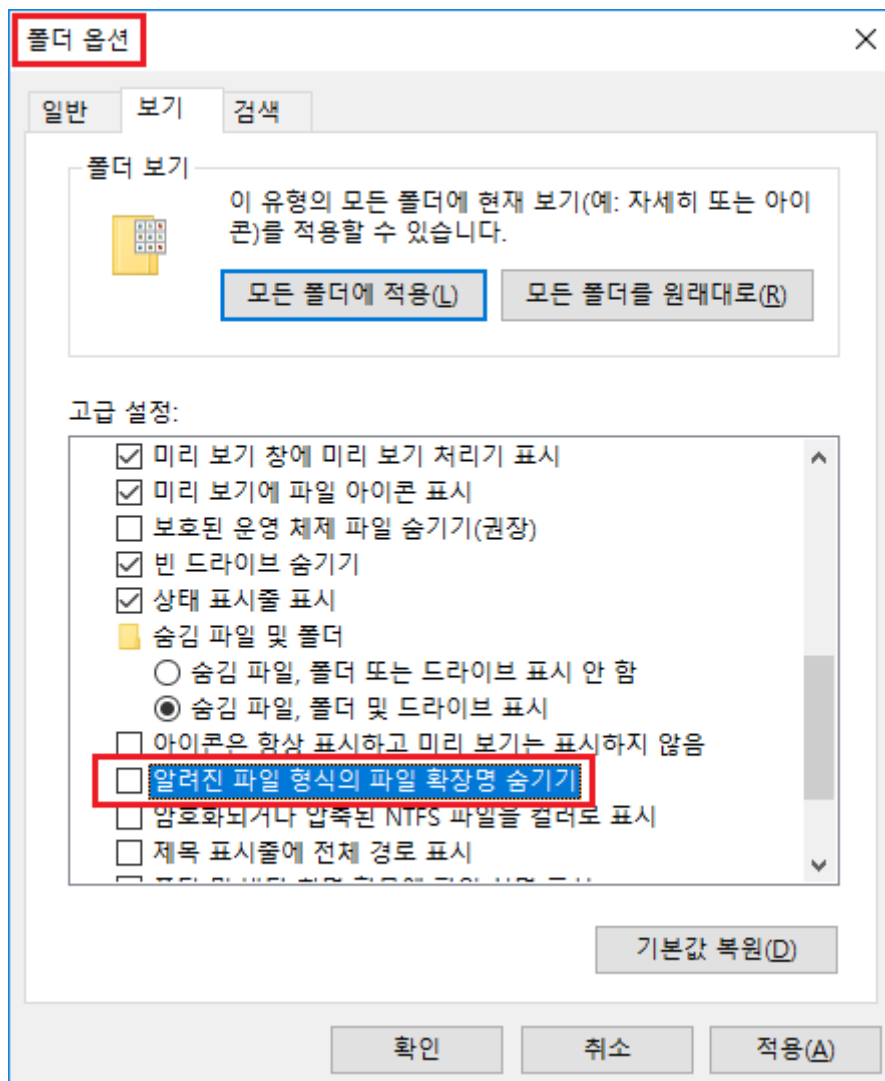 폴더 옵션
일반 보기 검색
폴더 보기
이 유형의 모든 폴더에 현재 보기(예: 자세히 또는 아이
콘)를 적용할 수 있습니다.
모든 폴더에 적용(L) 모든 폴더를 원래대로(R)
고급 설정:
미리 보기 창에 미리 보기 처리기 표시
미리 보기에 파일 아이콘 표시
보호된 운영 체제 파일 숨기기(권장)
빈 드라이브 숨기기
상태 표시줄 표시
숨김 파일 및 폴더
숨김 파일, 폴더 또는 드라이브 표시 안 함
숨김 파일, 폴더 및 드라이브 표시
아이콘은 항상 표시하고 미리 보기는 표시하지 않음
알려진 파일 형식의 파일 확장명 숨기기
암호화되거나 압축된 NTFS 파일을 컬러로 표시
제목 표시줄에 전체 경로 표시
기본값 복원(D)
확인 취소 적용(A)